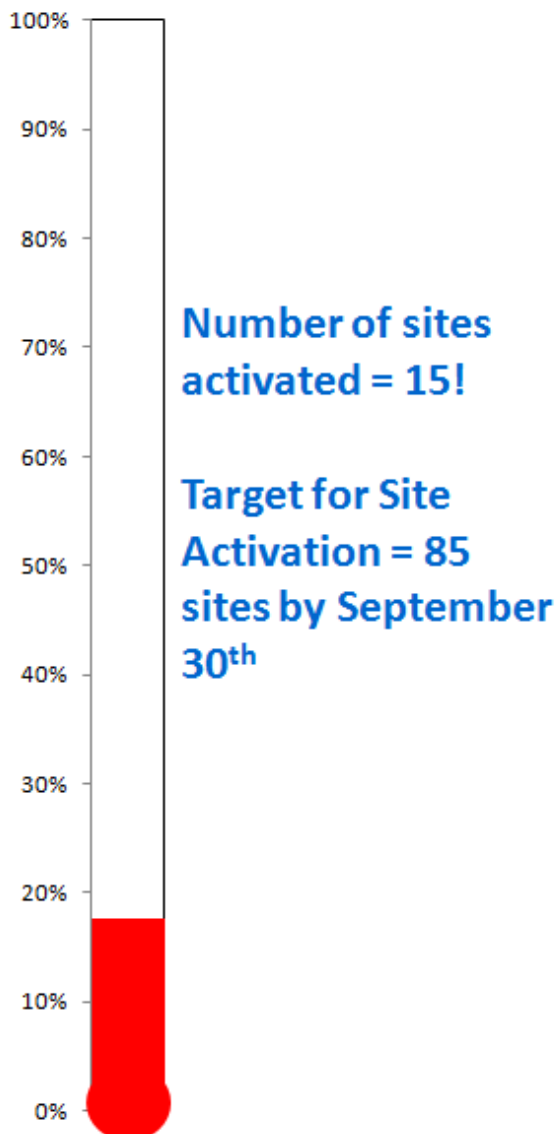 100%
90%
80%
70%
60%
50%
40%
30%
20%
10%
0%
Number of sites
activated = 15!
Target for Site
Activation = 85
sites by September
30th